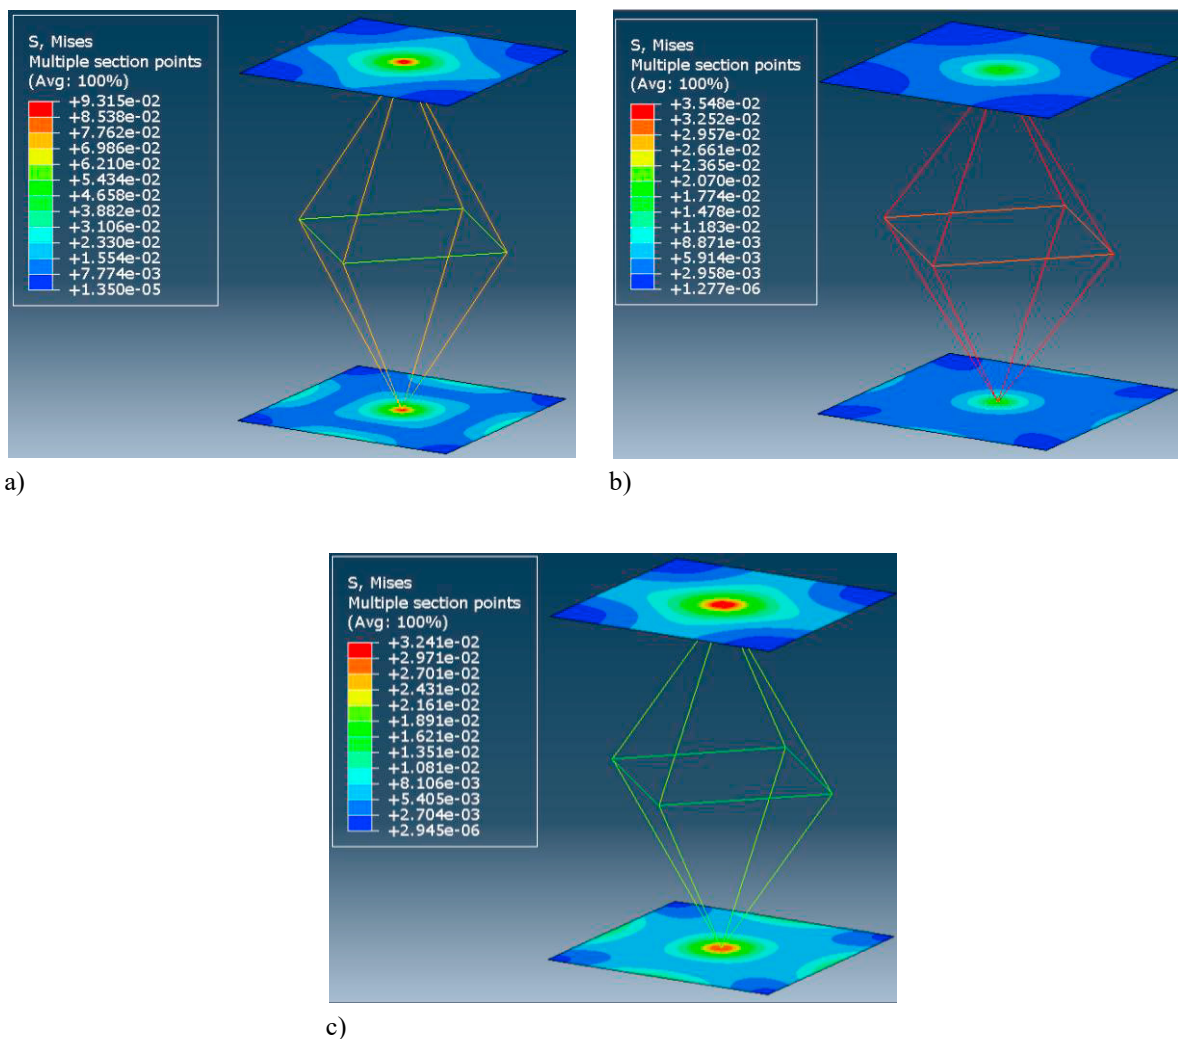 S, Mises
Multiple section points
(Avg: 100%)
+9.315e-02
+8.538e-02
+7.762e-02
+6.986e-02
+6.210e-02
+5.434e-02
+4.658e-02
+3.882e-02
+3.106e-02
+2.330e-02
+1.554e-02
+7.774e-03
+1.350e-05
a)
S, Mises
Multiple section points
(Avg: 100%)
+3.548e-02
+3.252e-02
+2.957e-02
+2.661e-02
+2.365e-02
+2.070e-02
+1.774e-02
+1.478e-02
+1.183e-02
+8.871e-03
+5.914e-03
+2.958e-03
+1.277e-06
b)
S, Mises
Multiple section points
(Avg: 100%)
+3.241e-02
+2.971e-02
+2.701e-02
+2.431e-02
+2.161e-02
+1.891e-02
+1.621e-02
+1.351e-02
+1.081e-02
+8.106e-03
+5.405e-03
+2.704e-03
+2.945e-06
c)